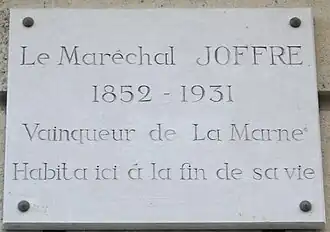 Le Maréchal JOFFRE
1852 - 1931
Vainqueur de La Marne
Habita ici á la fin de sa vie